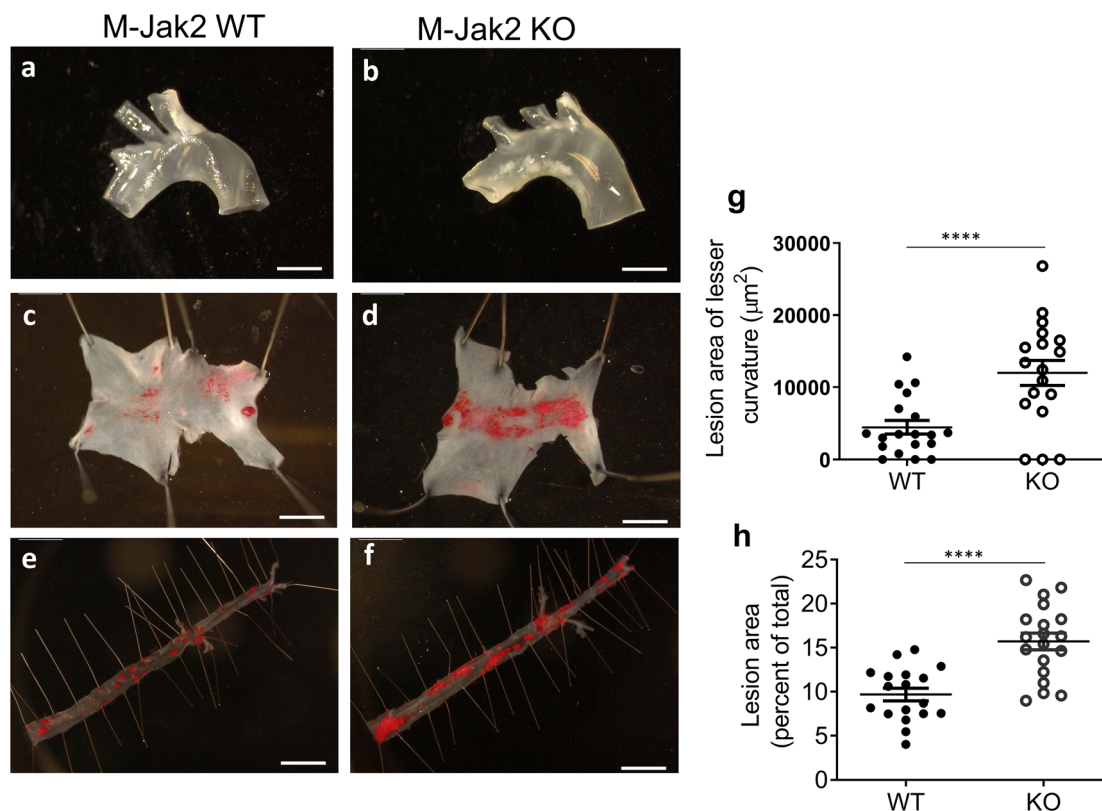 M-Jak2 WT
M-Jak2 KO
a
b
c
d
e
f
g
Lesion area of lesser
curvature (μm²)
30000
20000
10000
0
****
WT
KO
h
Lesion area
(percent of total)
25
20
15
10
5
0
****
WT
KO